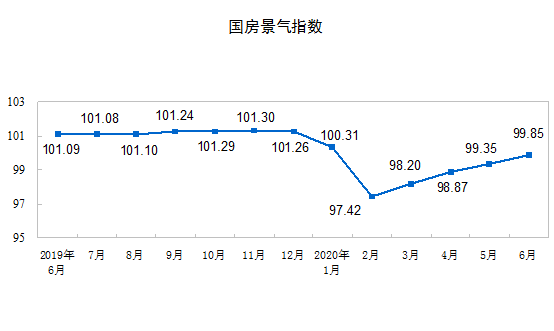 国房景气指数
103
101
99
97
95
101.09
101.08
101.10
101.24
101.29
101.30
101.26
100.31
97.42
98.20
98.87
99.35
99.85
2019年
6月
7月
8月
9月
10月
11月
12月
2020年
1月
2月
3月
4月
5月
6月